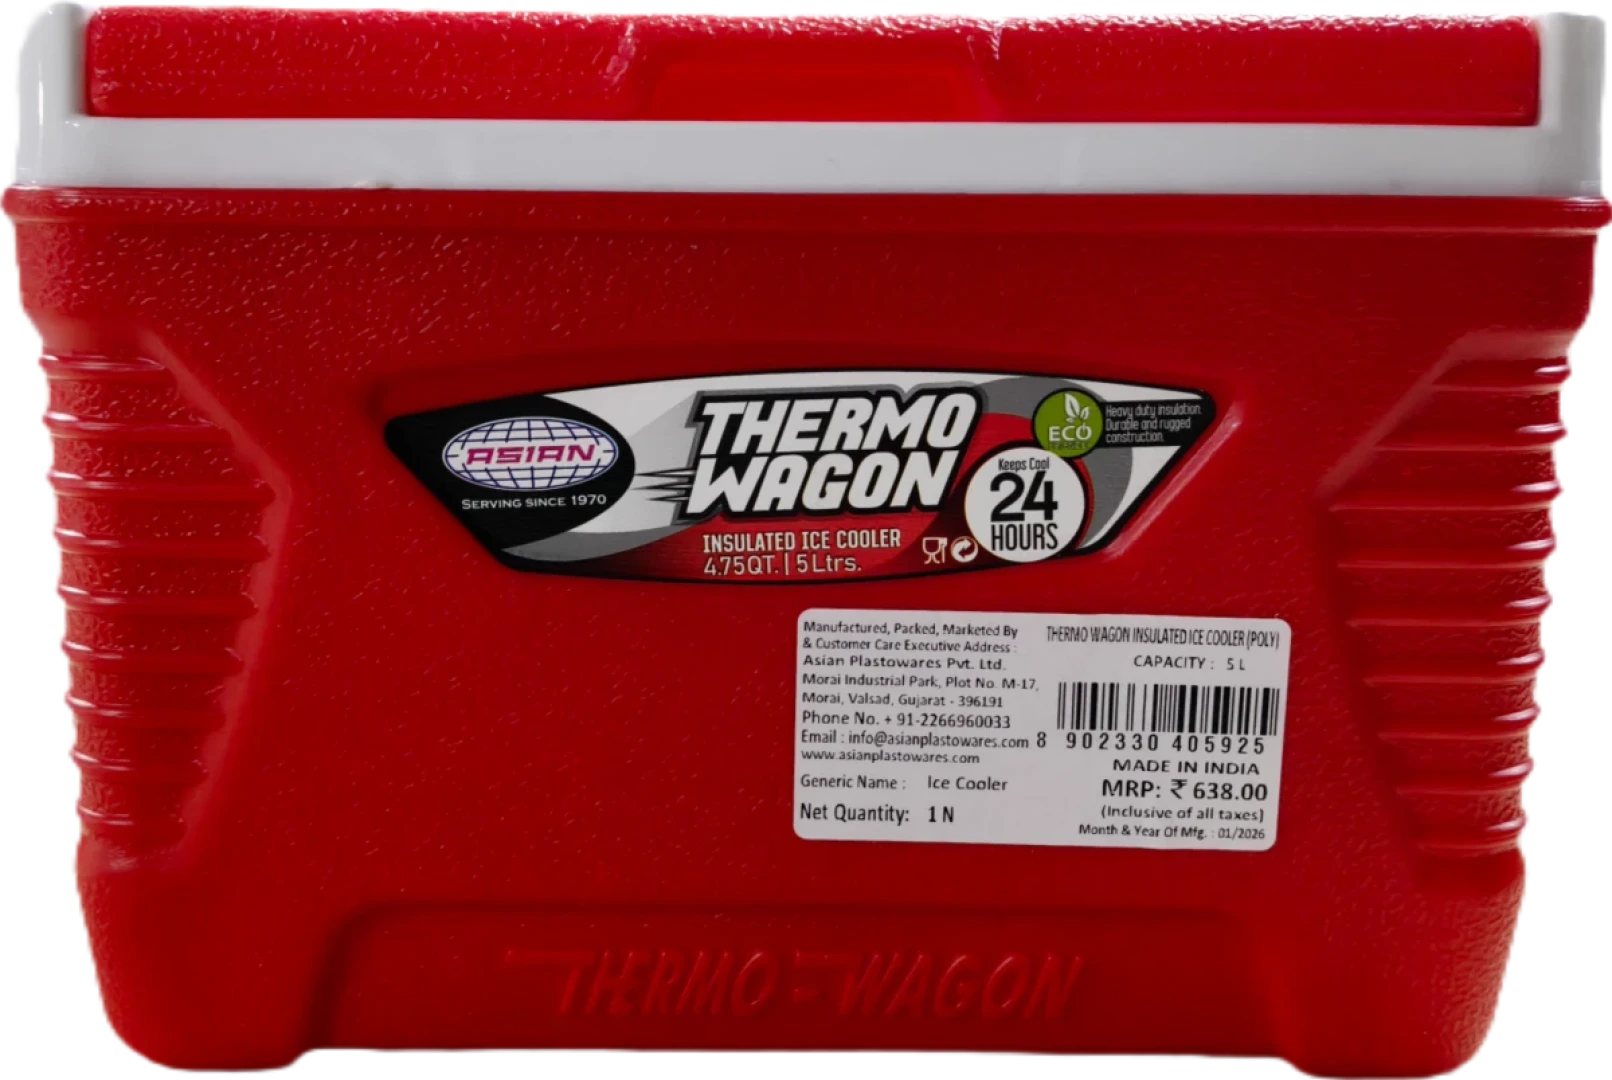 ASIAN
SERVING SINCE 1970
THERMO
WAGON
INSULATED ICE COOLER
4.75QT. | 5Ltrs.
ECO
Heavy duty insulation.
Durable and rugged
construction.
Keeps Cool
24
HOURS
Manufactured, Packed, Marketed By
& Customer Care Executive Address :
Asian Plastowares Pvt. Ltd.
Morai Industrial Park, Plot No. M-17,
Morai, Valsad, Gujarat - 396191
Phone No. + 91-2266960033
Email : info@asianplastowares.com
www.asianplastowares.com
Generic Name : Ice Cooler
Net Quantity: 1 N
THERMO WAGON INSULATED ICE COOLER (POLY)
CAPACITY : 5 L
8 902330 405925
MADE IN INDIA
MRP: ₹ 638.00
(Inclusive of all taxes)
Month & Year Of Mfg. : 01/2026
THERMO-WAGON